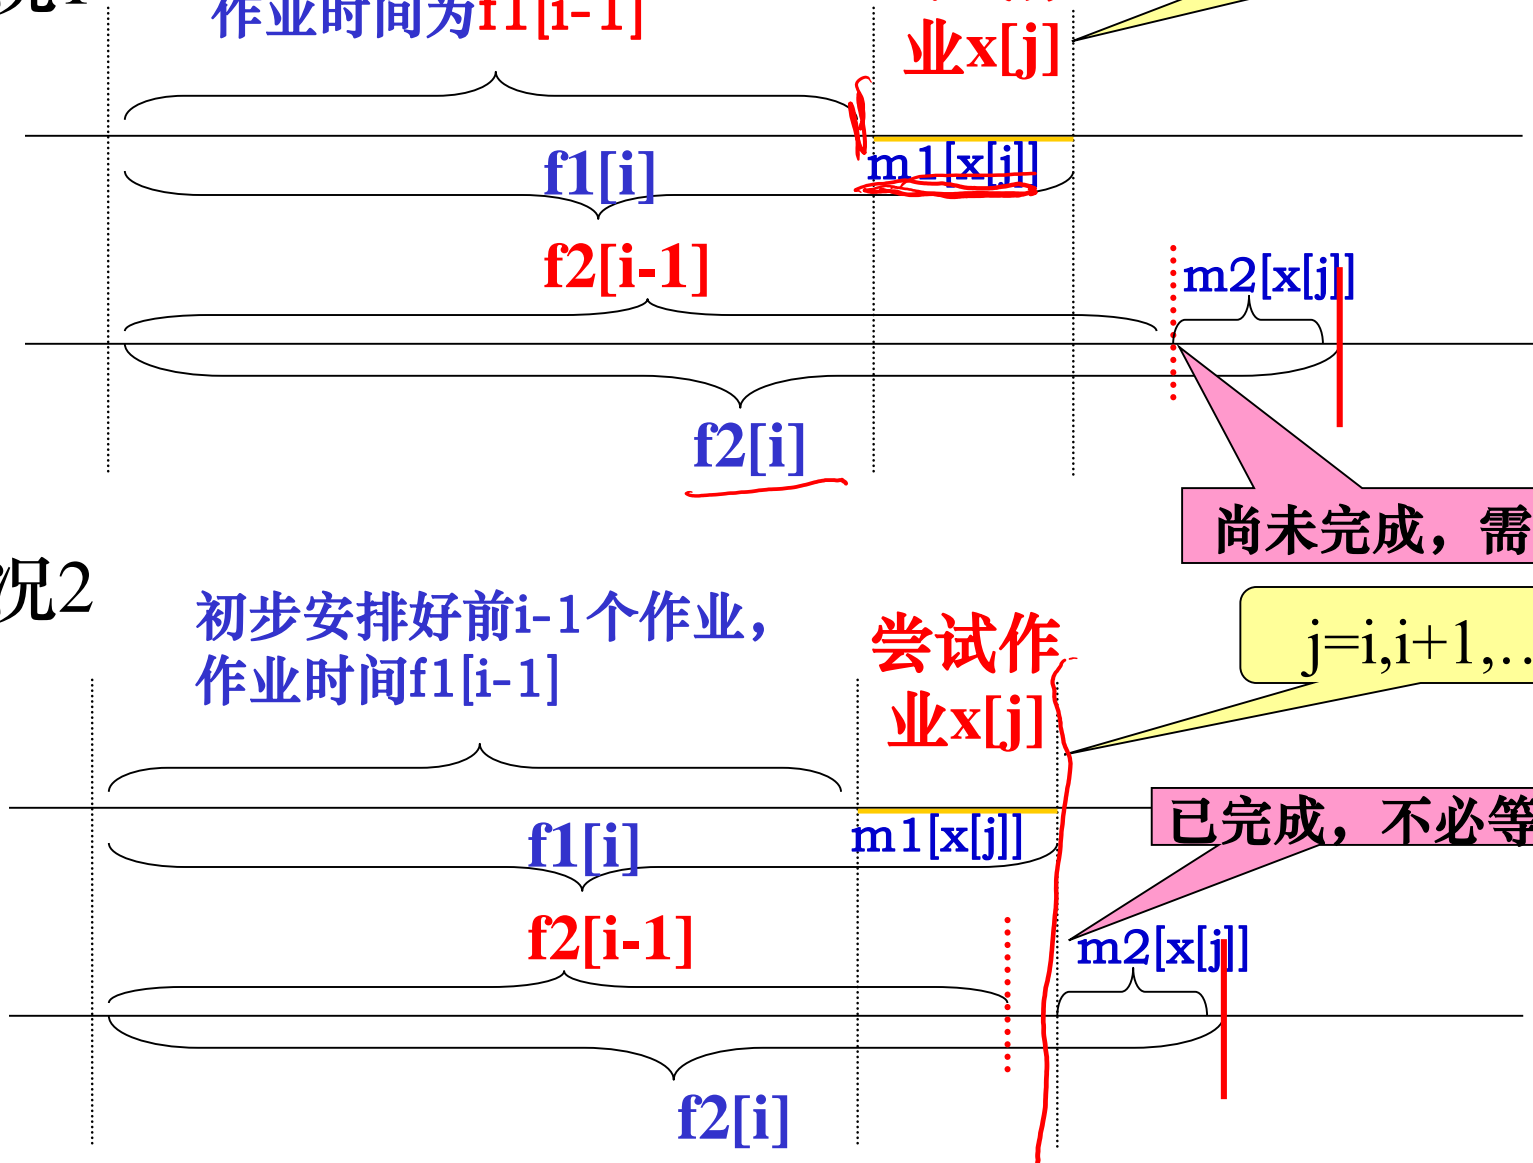 况1
作业时间为f1[i-1]
业x[j]
f1[i]
m1[x[j]]
f2[i-1]
m2[x[j]]
f2[i]
尚未完成，需
况2
初步安排好前i-1个作业，
作业时间f1[i-1]
尝试作
业x[j]
j=i,i+1,..
f1[i]
m1[x[j]]
已完成，不必等
f2[i-1]
m2[x[j]]
f2[i]